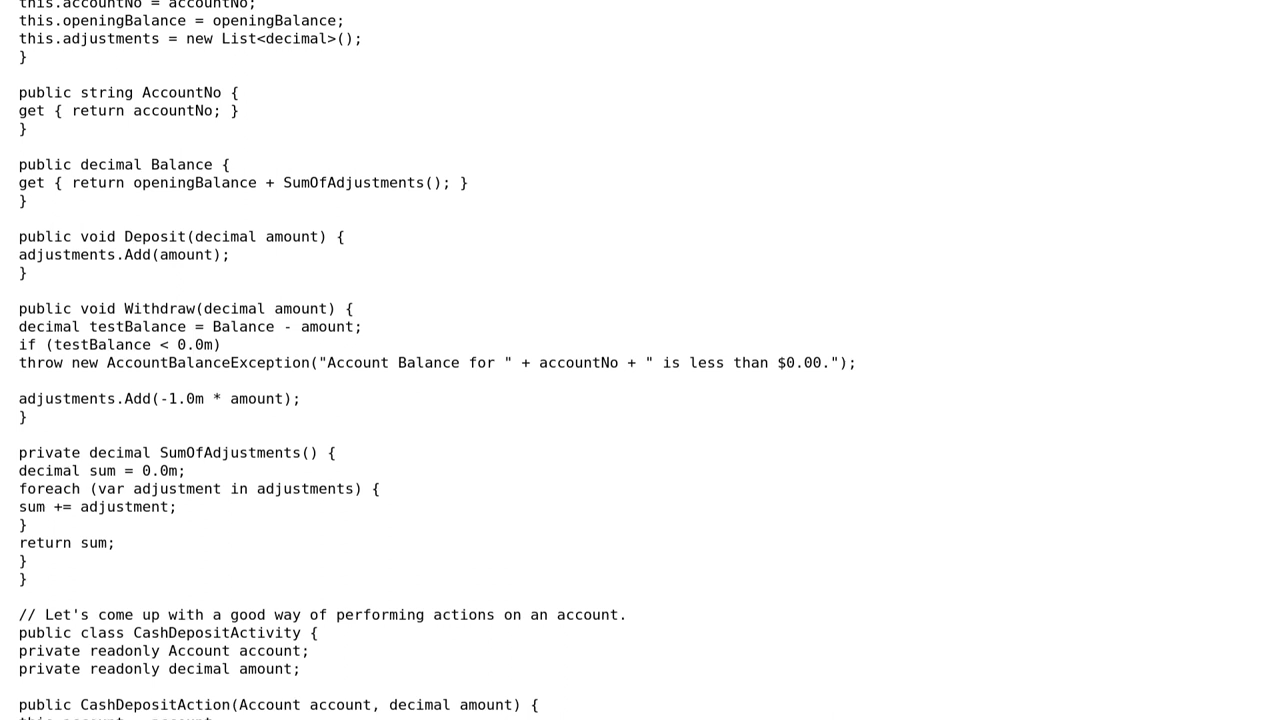 this.accountNo = accountNo;
this.openingBalance = openingBalance;
this.adjustments = new List<decimal>();
}
public string AccountNo {
get { return accountNo; }
}
public decimal Balance {
get { return openingBalance + SumOfAdjustments(); }
}
public void Deposit(decimal amount) {
adjustments.Add(amount);
}
public void Withdraw(decimal amount) {
decimal testBalance = Balance - amount;
if (testBalance < 0.0m)
throw new AccountBalanceException("Account Balance for " + accountNo + " is less than $0.00.");
adjustments.Add(-1.0m * amount);
}
private decimal SumOfAdjustments() {
decimal sum = 0.0m;
foreach (var adjustment in adjustments) {
sum += adjustment;
}
return sum;
}
}
// Let's come up with a good way of performing actions on an account.
public class CashDepositActivity {
private readonly Account account;
private readonly decimal amount;
public CashDepositAction(Account account, decimal amount) {